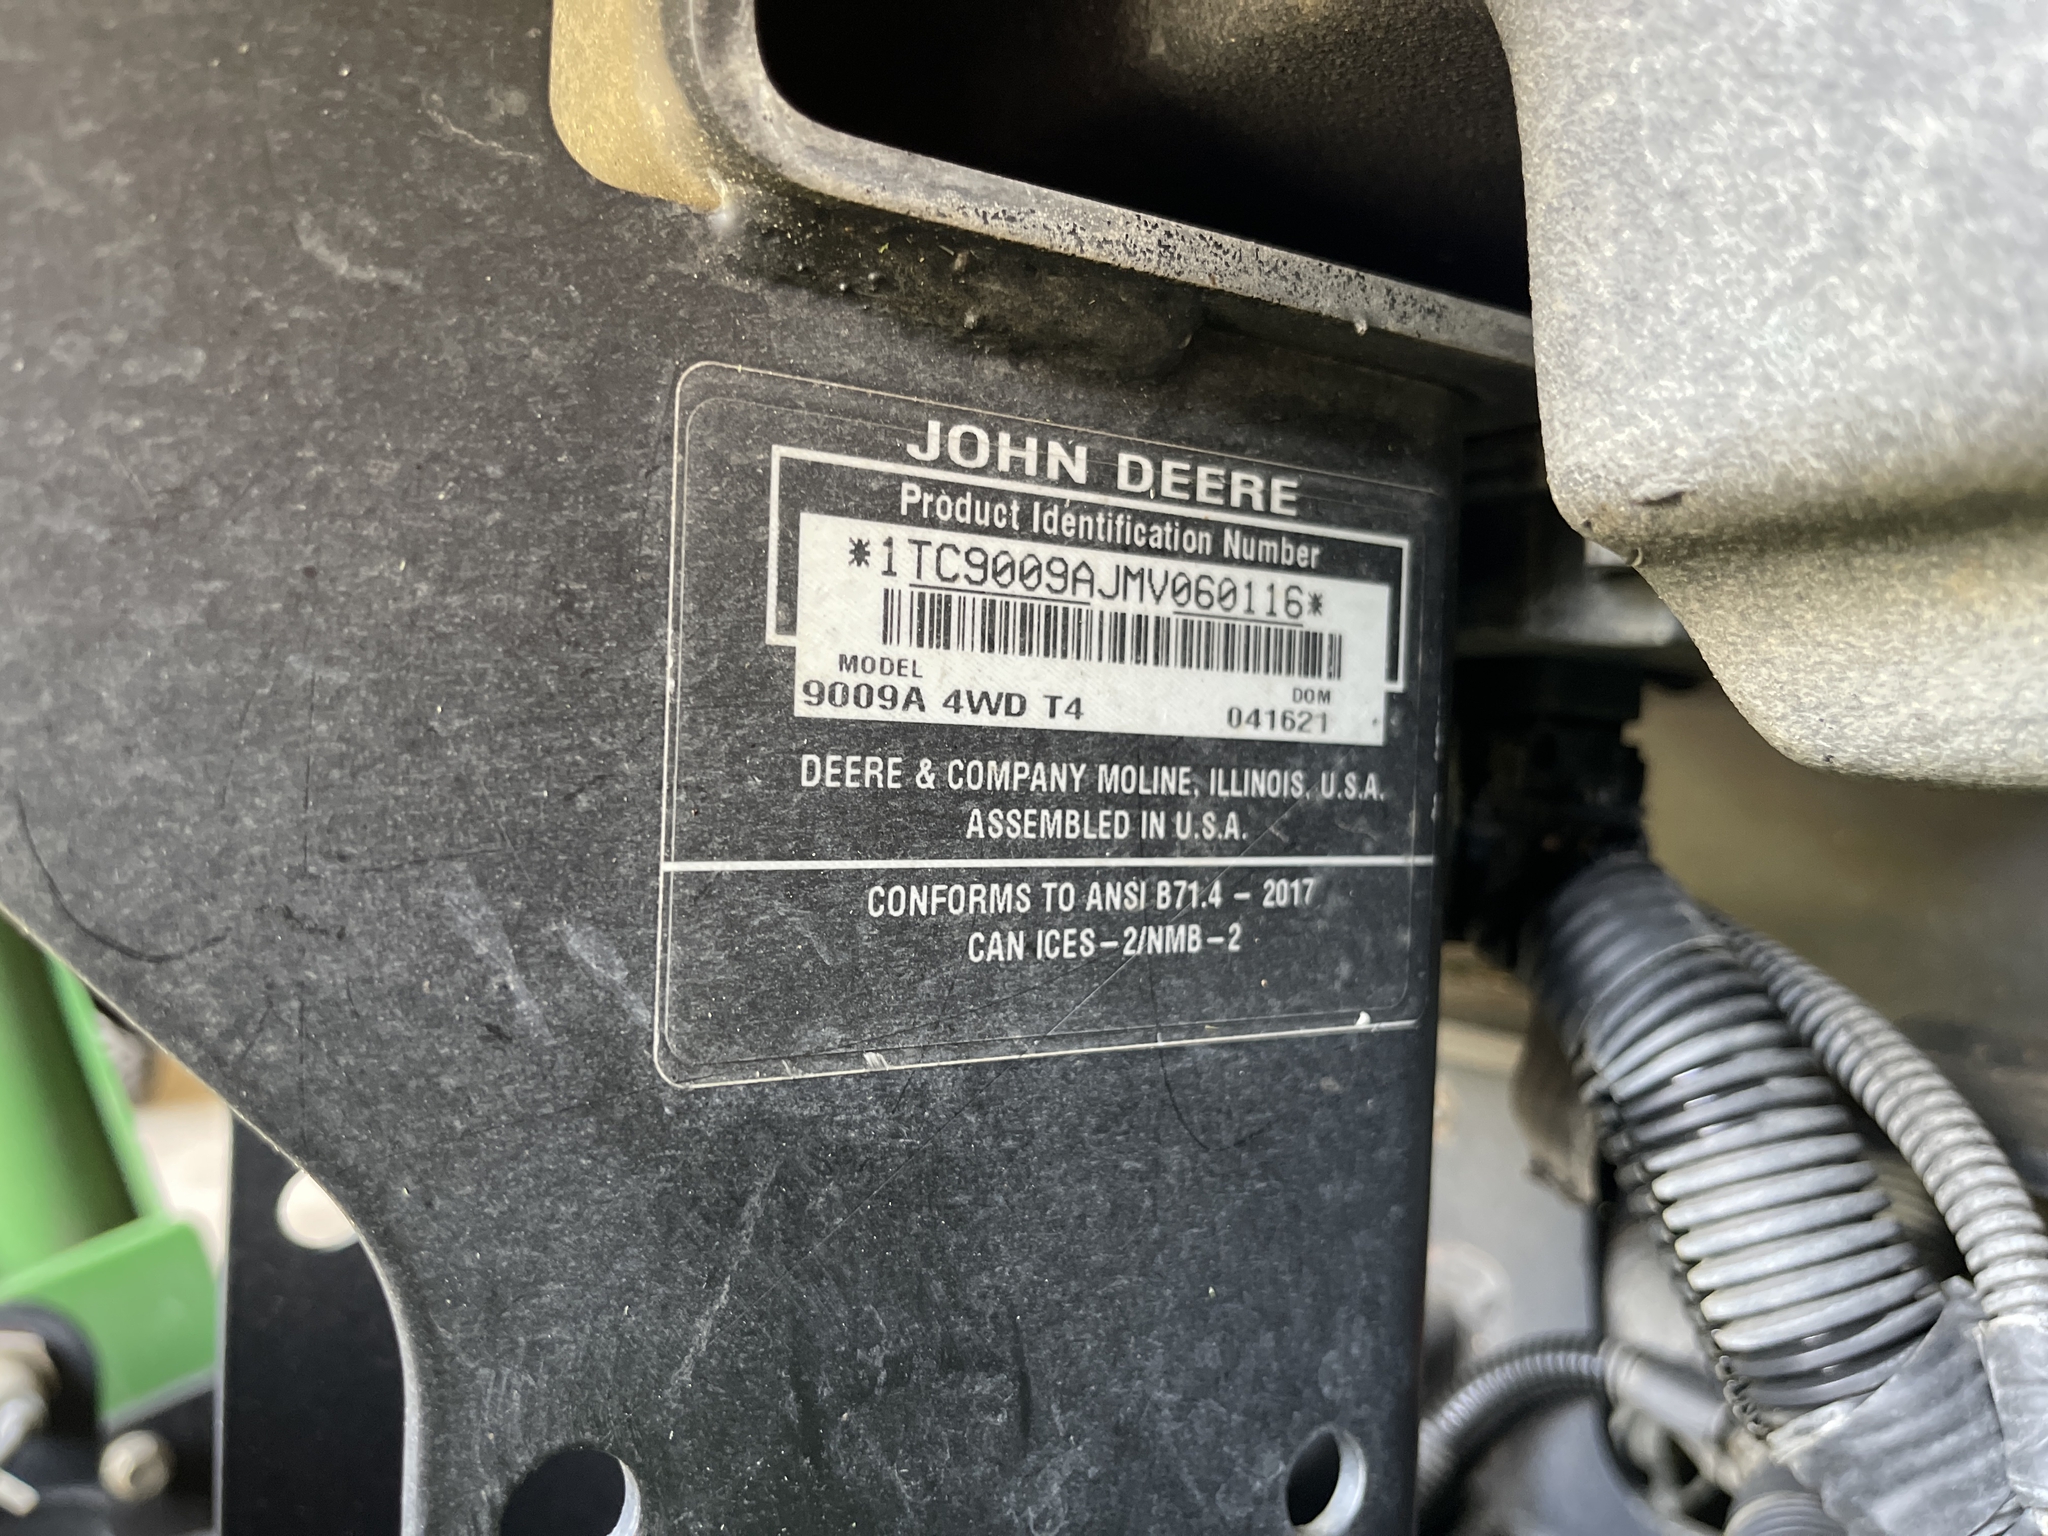 JOHN DEERE
Product Identification Number
*1TC9009AJMV060116*
MODEL
9009A 4WD T4
DOM
041621
DEERE & COMPANY MOLINE, ILLINOIS, U.S.A.
ASSEMBLED IN U.S.A.
CONFORMS TO ANSI B71.4 – 2017
CAN ICES–2/NMB–2